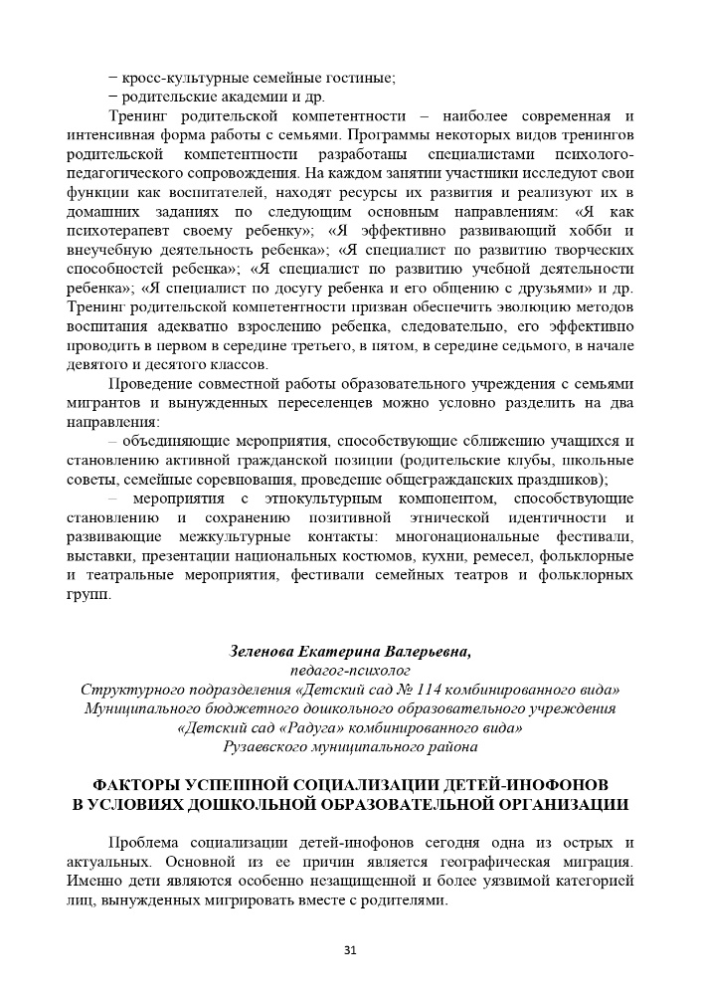 − кросс-культурные семейные гостиные;
− родительские академии и др.
Тренинг родительской компетентности – наиболее современная и
интенсивная форма работы с семьями. Программы некоторых видов тренингов
родительской компетентности разработаны специалистами психолого-
педагогического сопровождения. На каждом занятии участники исследуют свои
функции как воспитателей, находят ресурсы их развития и реализуют их в
домашних заданиях по следующим основным направлениям: «Я как
психотерапевт своему ребенку»; «Я эффективно развивающий хобби и
внеучебную деятельность ребенка»; «Я специалист по развитию творческих
способностей ребенка»; «Я специалист по развитию учебной деятельности
ребенка»; «Я специалист по досугу ребенка и его общению с друзьями» и др.
Тренинг родительской компетентности призван обеспечить эволюцию методов
воспитания адекватно взрослению ребенка, следовательно, его эффективно
проводить в первом в середине третьего, в пятом, в середине седьмого, в начале
девятого и десятого классов.
Проведение совместной работы образовательного учреждения с семьями
мигрантов и вынужденных переселенцев можно условно разделить на два
направления:
– объединяющие мероприятия, способствующие сближению учащихся и
становлению активной гражданской позиции (родительские клубы, школьные
советы, семейные соревнования, проведение общегражданских праздников);
– мероприятия с этнокультурным компонентом, способствующие
становлению и сохранению позитивной этнической идентичности и
развивающие межкультурные контакты: многонациональные фестивали,
выставки, презентации национальных костюмов, кухни, ремесел, фольклорные
и театральные мероприятия, фестивали семейных театров и фольклорных
групп.
Зеленова Екатерина Валерьевна,
педагог-психолог
Структурного подразделения «Детский сад № 114 комбинированного вида»
Муниципального бюджетного дошкольного образовательного учреждения
«Детский сад «Радуга» комбинированного вида»
Рузаевского муниципального района
ФАКТОРЫ УСПЕШНОЙ СОЦИАЛИЗАЦИИ ДЕТЕЙ-ИНОФОНОВ
В УСЛОВИЯХ ДОШКОЛЬНОЙ ОБРАЗОВАТЕЛЬНОЙ ОРГАНИЗАЦИИ
Проблема социализации детей-инофонов сегодня одна из острых и
актуальных. Основной из ее причин является географическая миграция.
Именно дети являются особенно незащищенной и более уязвимой категорией
лиц, вынужденных мигрировать вместе с родителями.
31